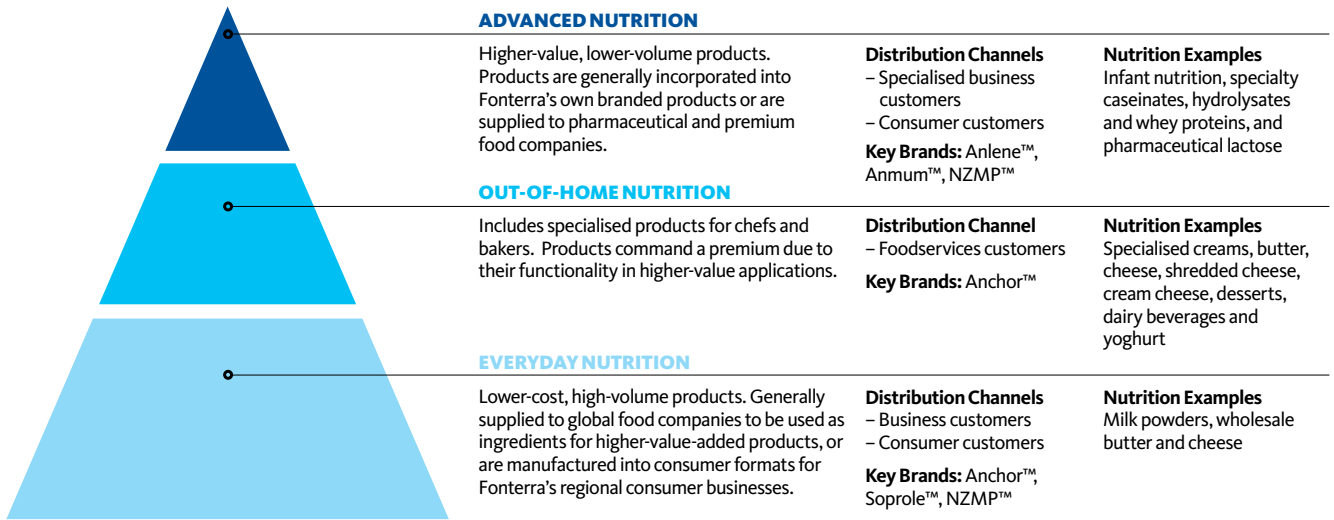 ADVANCED NUTRITION
Higher-value, lower-volume products.
Products are generally incorporated into
Fonterra’s own branded products or are
supplied to pharmaceutical and premium
food companies.
Distribution Channels
– Specialised business
customers
– Consumer customers
Key Brands: Anlene™,
Anmum™, NZMP™
Nutrition Examples
Infant nutrition, specialty
caseinates, hydrolysates
and whey proteins, and
pharmaceutical lactose
OUT-OF-HOME NUTRITION
Includes specialised products for chefs and
bakers.  Products command a premium due to
their functionality in higher-value applications.
Distribution Channel
– Foodservices customers
Key Brands: Anchor™
Nutrition Examples
Specialised creams, butter,
cheese, shredded cheese,
cream cheese, desserts,
dairy beverages and
yoghurt
EVERYDAY NUTRITION
Lower-cost, high-volume products. Generally
supplied to global food companies to be used as
ingredients for higher-value-added products, or
are manufactured into consumer formats for
Fonterra’s regional consumer businesses.
Distribution Channels
– Business customers
– Consumer customers
Key Brands: Anchor™,
Soprole™, NZMP™
Nutrition Examples
Milk powders, wholesale
butter and cheese